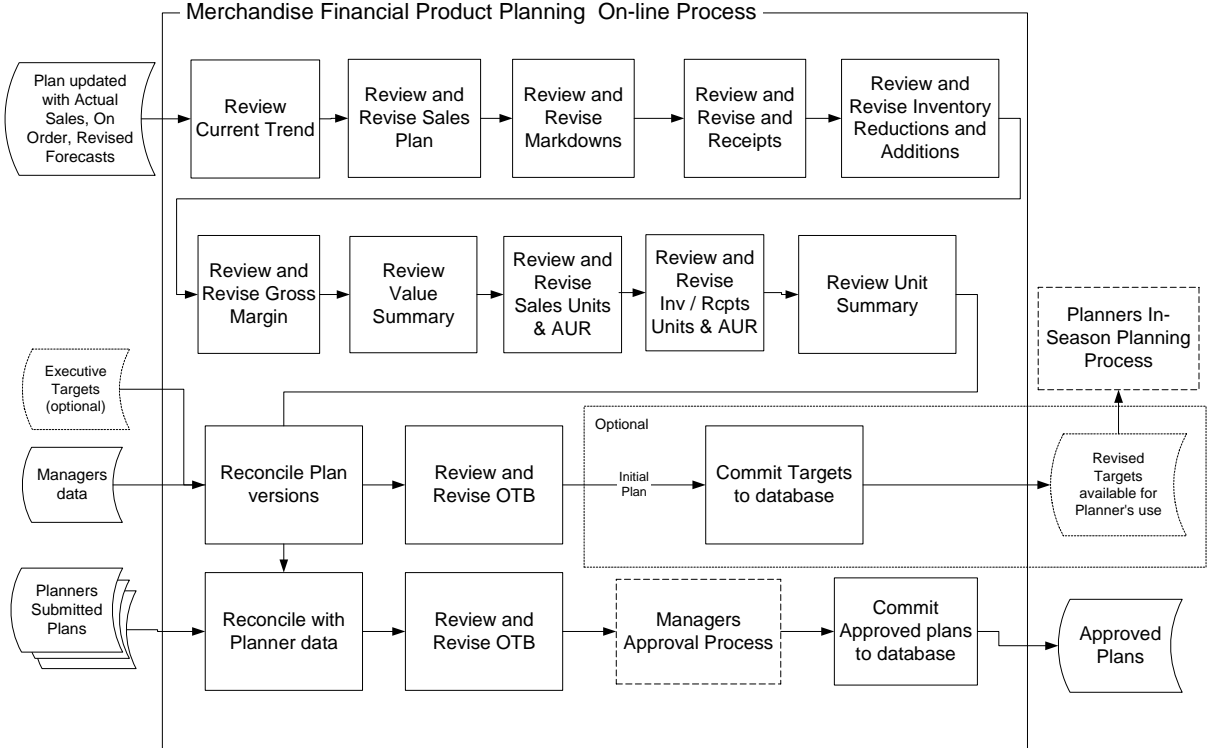 Merchandise Financial Product Planning  On-line Process
Plan updated
with Actual
Sales, On
Order, Revised
Forecasts
Review
Current Trend
Review and
Revise Sales
Plan
Review and
Revise
Markdowns
Review and
Revise and
Receipts
Review and
Revise Inventory
Reductions and
Additions
Review and
Revise Gross
Margin
Review
Value
Summary
Review and
Revise
Sales Units
& AUR
Review and
Revise
Inv / Rcpts
Units & AUR
Review Unit
Summary
Planners In-
Season Planning
Process
Executive
Targets
(optional)
Managers
data
Reconcile Plan
versions
Review and
Revise OTB
Optional
Initial
Plan
Commit Targets
to database
Revised
Targets
available for
Planner's use
Planners
Submitted
Plans
Reconcile with
Planner data
Review and
Revise OTB
Managers
Approval Process
Commit
Approved plans
to database
Approved
Plans